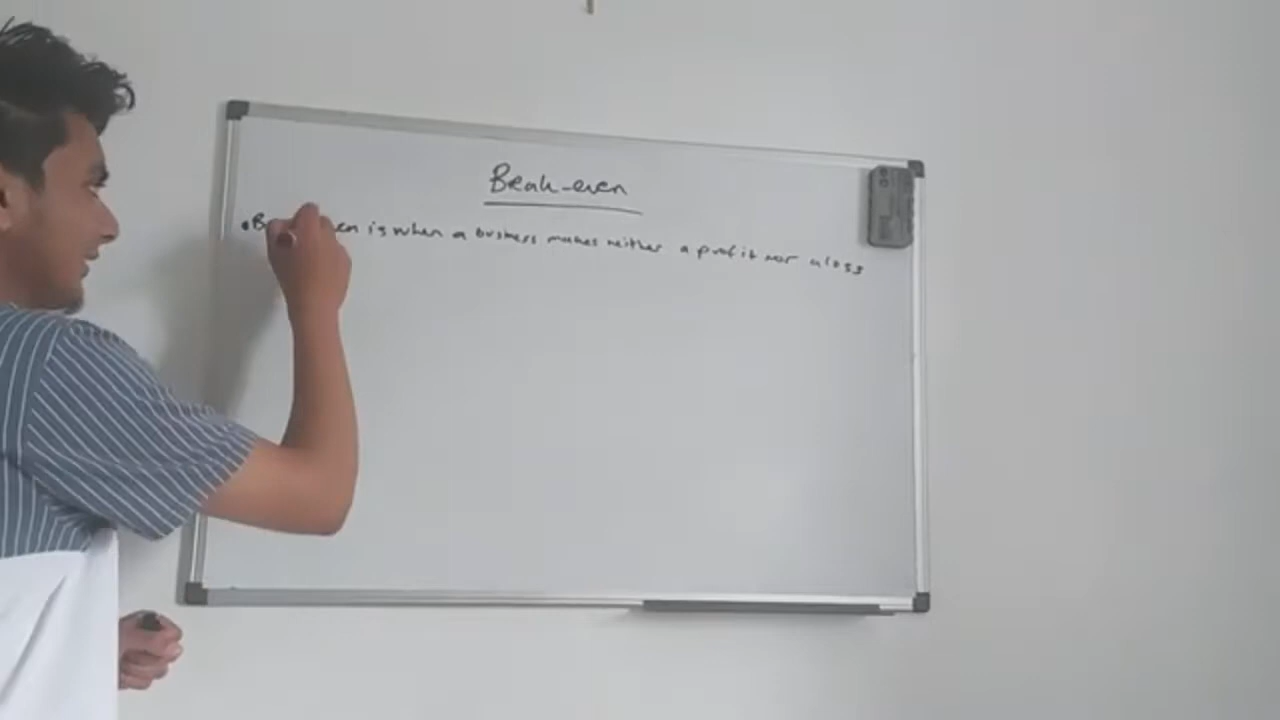 Break-even
is when a business makes neither a profit nor a loss